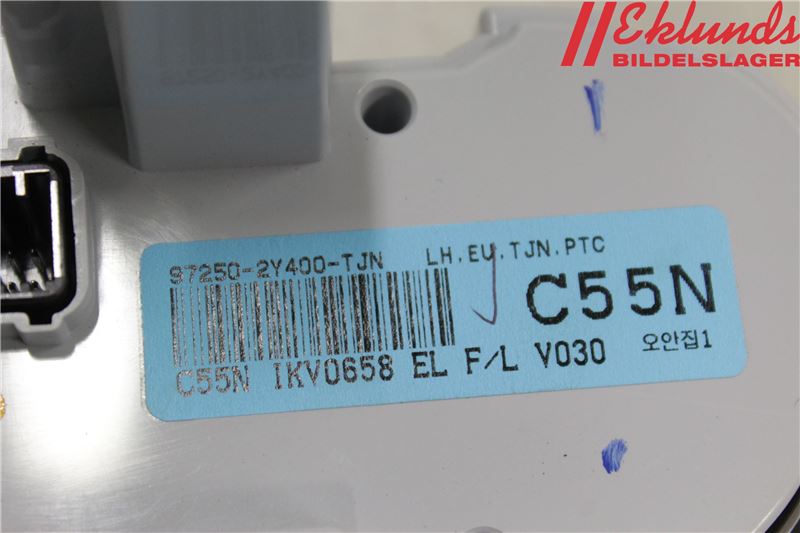 Eklunds
BILDELSLAGER
97250-2Y400-TJN LH.EU.TJN.PTC
C55N
C55N IKV0658 EL F/L V030 오안집1